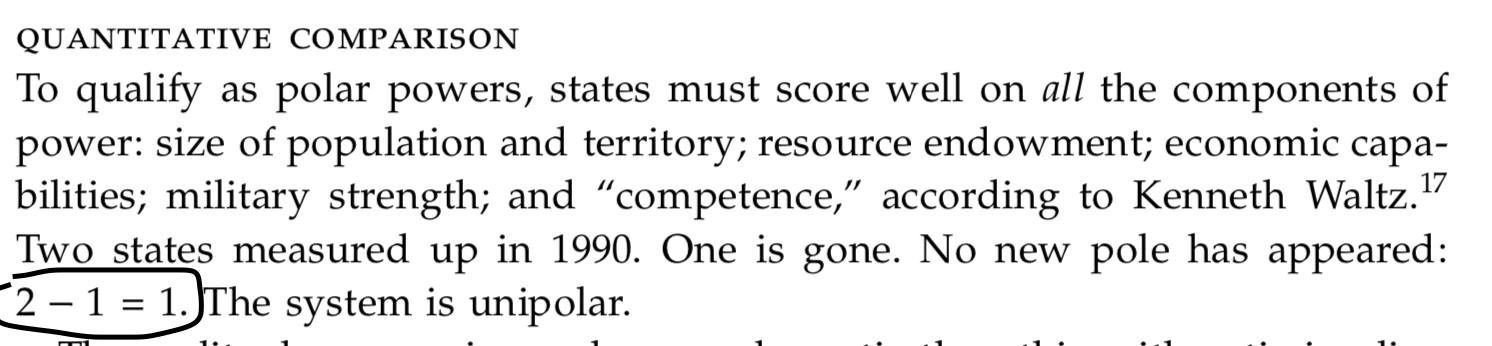 QUANTITATIVE COMPARISON
To qualify as polar powers, states must score well on all the components of
power: size of population and territory; resource endowment; economic capa-
bilities; military strength; and “competence,” according to Kenneth Waltz.17
Two states measured up in 1990. One is gone. No new pole has appeared:
2 – 1 = 1. The system is unipolar.